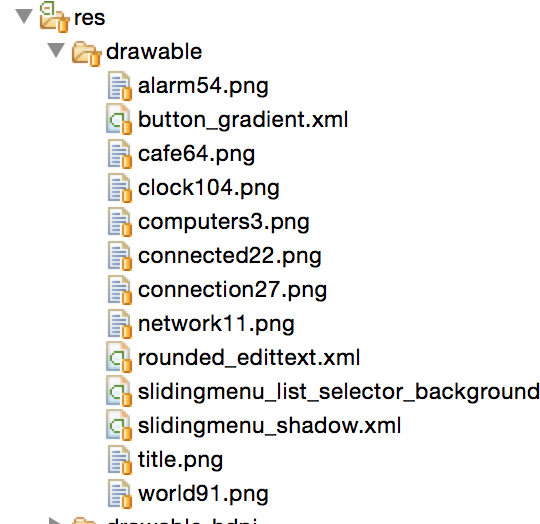 res
drawable
alarm54.png
button_gradient.xml
cafe64.png
clock104.png
computers3.png
connected22.png
connection27.png
network11.png
rounded_edittext.xml
slidingmenu_list_selector_background
slidingmenu_shadow.xml
title.png
world91.png